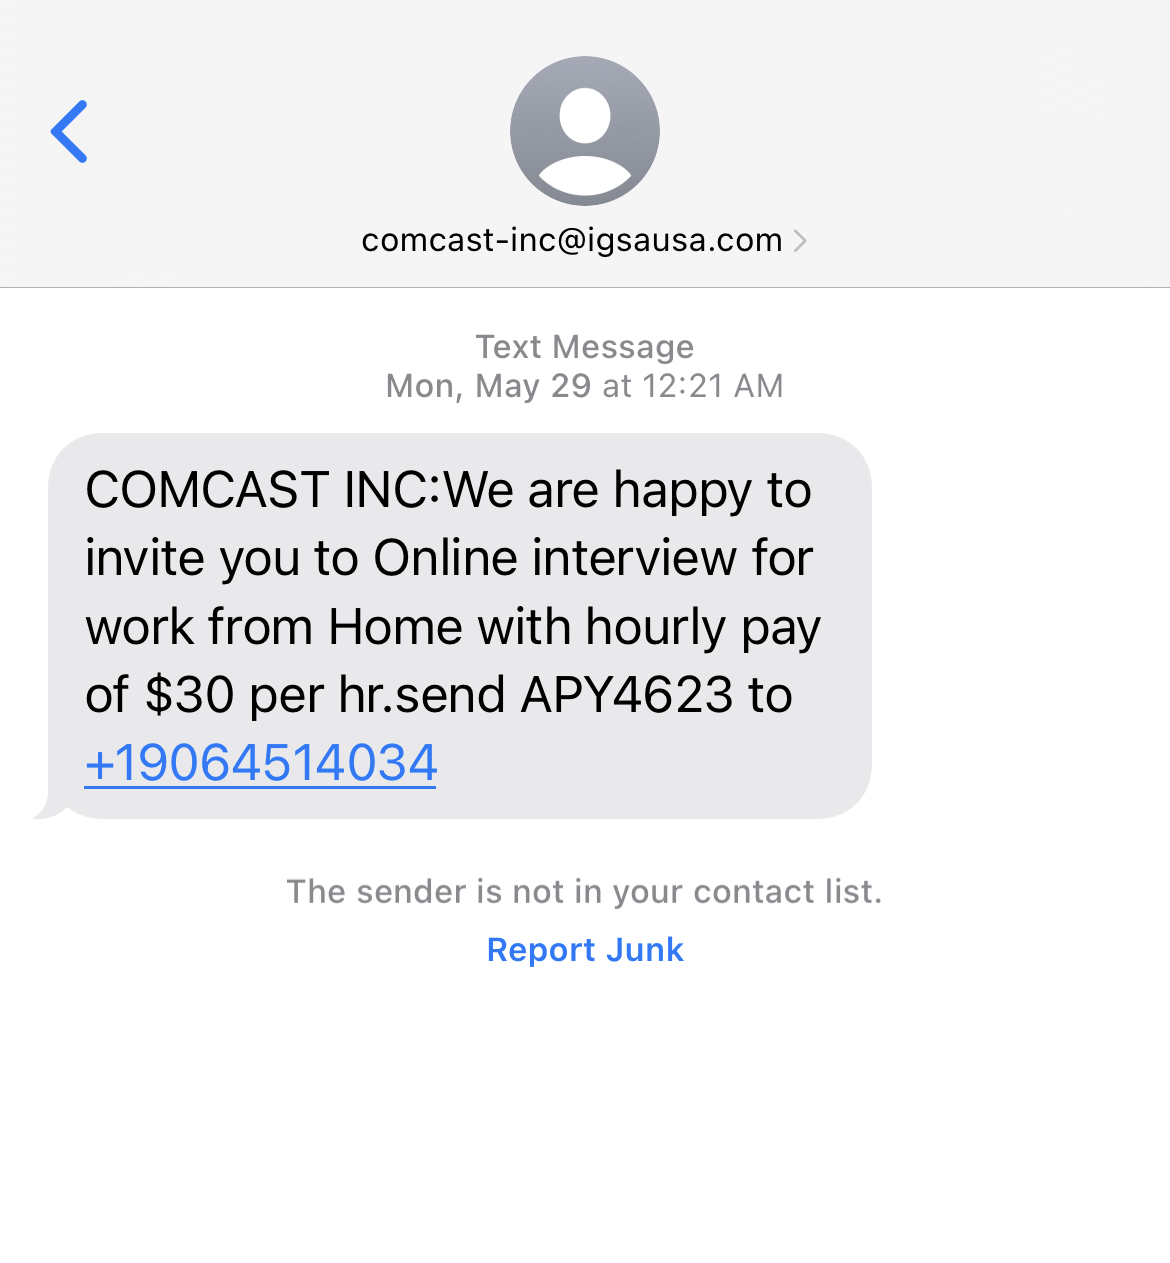 comcast-inc@igsausa.com
Text Message
Mon, May 29 at 12:21 AM
COMCAST INC:We are happy to
invite you to Online interview for
work from Home with hourly pay
of $30 per hr.send APY4623 to
+19064514034
The sender is not in your contact list.
Report Junk